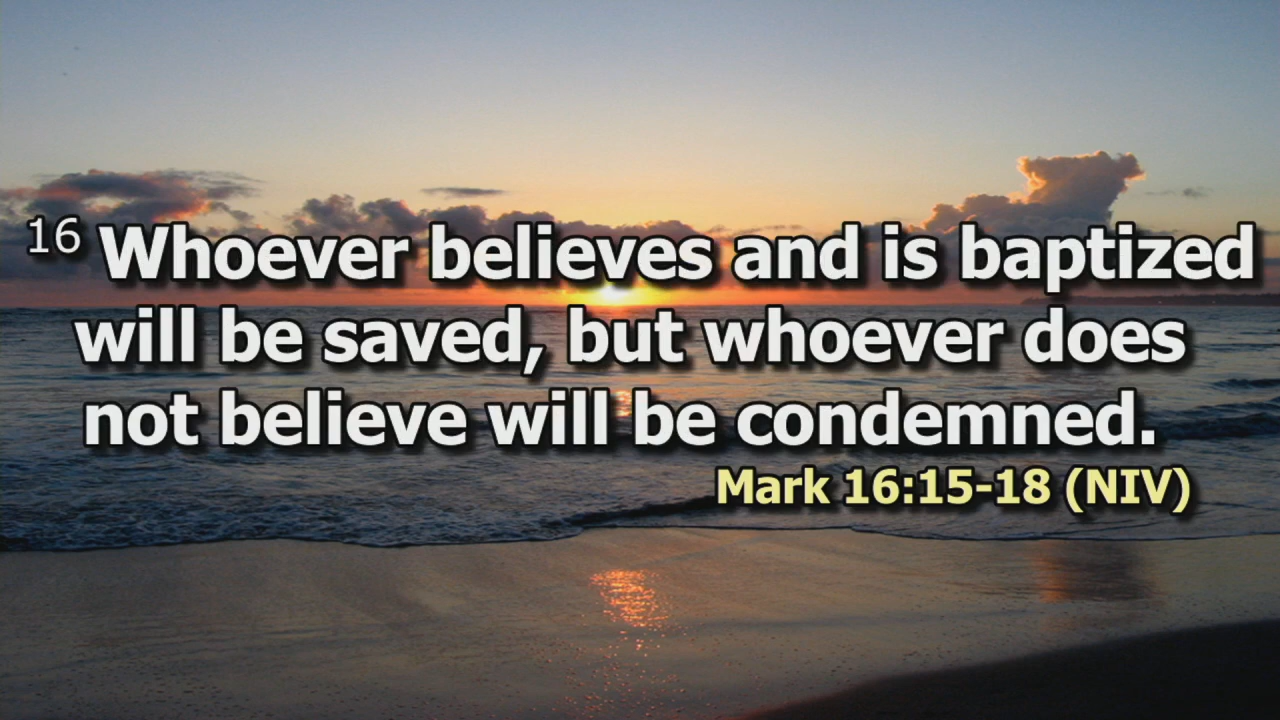 16 Whoever believes and is baptized
will be saved, but whoever does
not believe will be condemned.
Mark 16:15-18 (NIV)